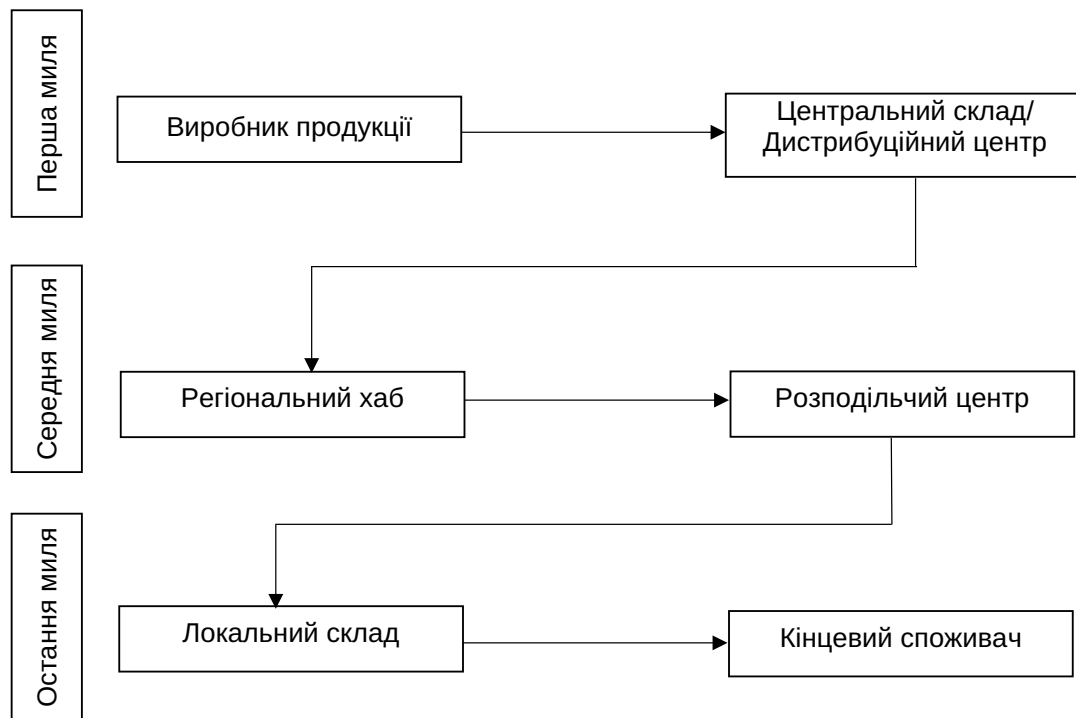 Перша миля
Виробник продукції
Центральний склад/
Дистрибуційний центр
Середня миля
Регіональний хаб
Розподільчий центр
Остання миля
Локальний склад
Кінцевий споживач